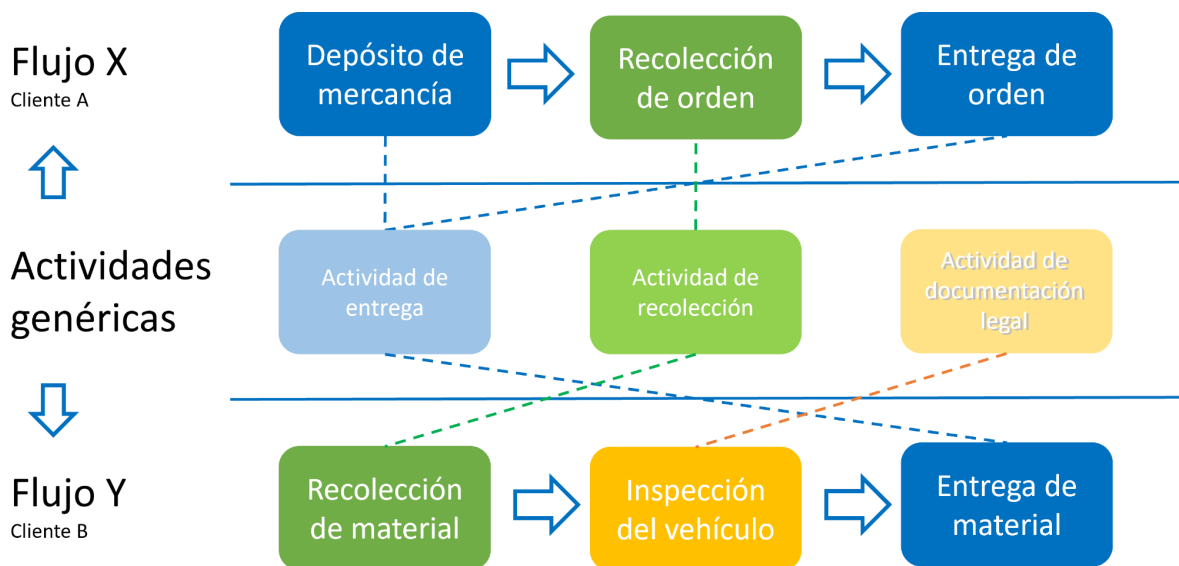 Flujo X
Cliente A
Depósito de
mercancía
Recolección
de orden
Entrega de
orden
Actividades
genéricas
Actividad de
entrega
Actividad de
recolección
Actividad de
documentación
legal
Flujo Y
Cliente B
Recolección
de material
Inspección
del vehículo
Entrega de
material